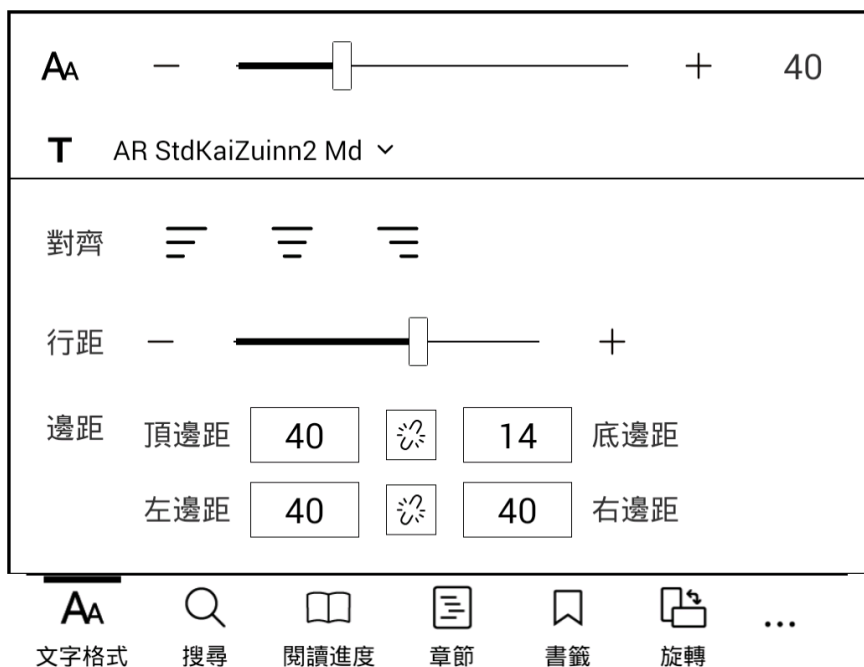 AA 40
T AR StdKaiZuinn2 Md
對齊
行距
邊距 頂邊距 40 14 底邊距
左邊距 40 40 右邊距
AA
文字格式 搜尋 閱讀進度 章節 書籤 旋轉 ...